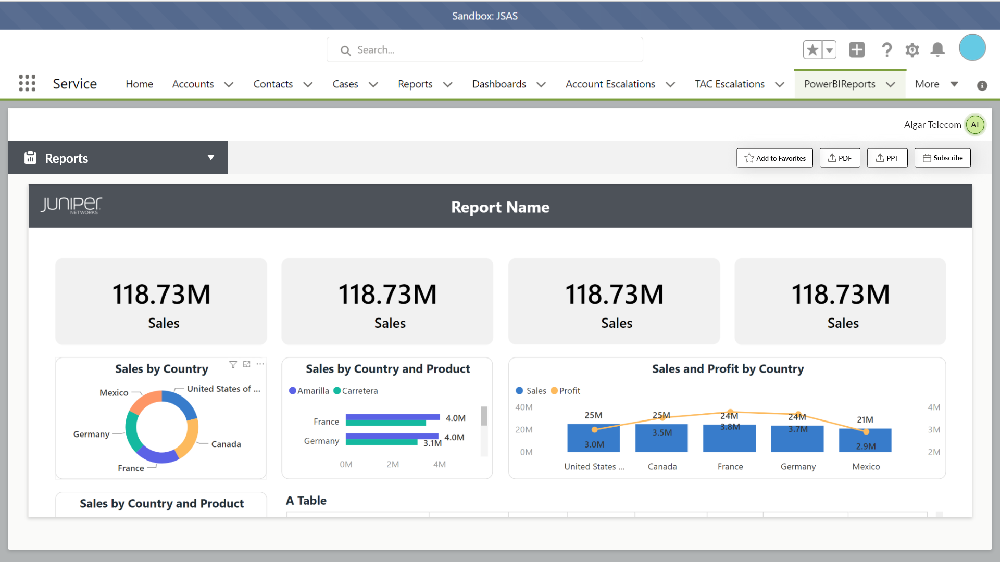 Sandbox: JSAS
Search...
Service Home Accounts Contacts Cases Reports Dashboards Account Escalations TAC Escalations PowerBIReports More
Algar Telecom AT
Reports Add to Favorites PDF PPT Subscribe
JUNIPER NETWORKS
Report Name
118.73M 118.73M 118.73M 118.73M
Sales Sales Sales Sales
Sales by Country
United States of ...
Mexico
Germany
Canada
France
Sales by Country and Product
Amarilla Carretera
France 4.0M
Germany 4.0M
3.1M
0M 2M 4M
Sales and Profit by Country
Sales Profit
40M 4M
25M 25M 24M 24M 21M
20M 3M
3.0M 3.5M 3.8M 3.7M 2.9M
0M 2M
United States ... Canada France Germany Mexico
Sales by Country and Product
A Table